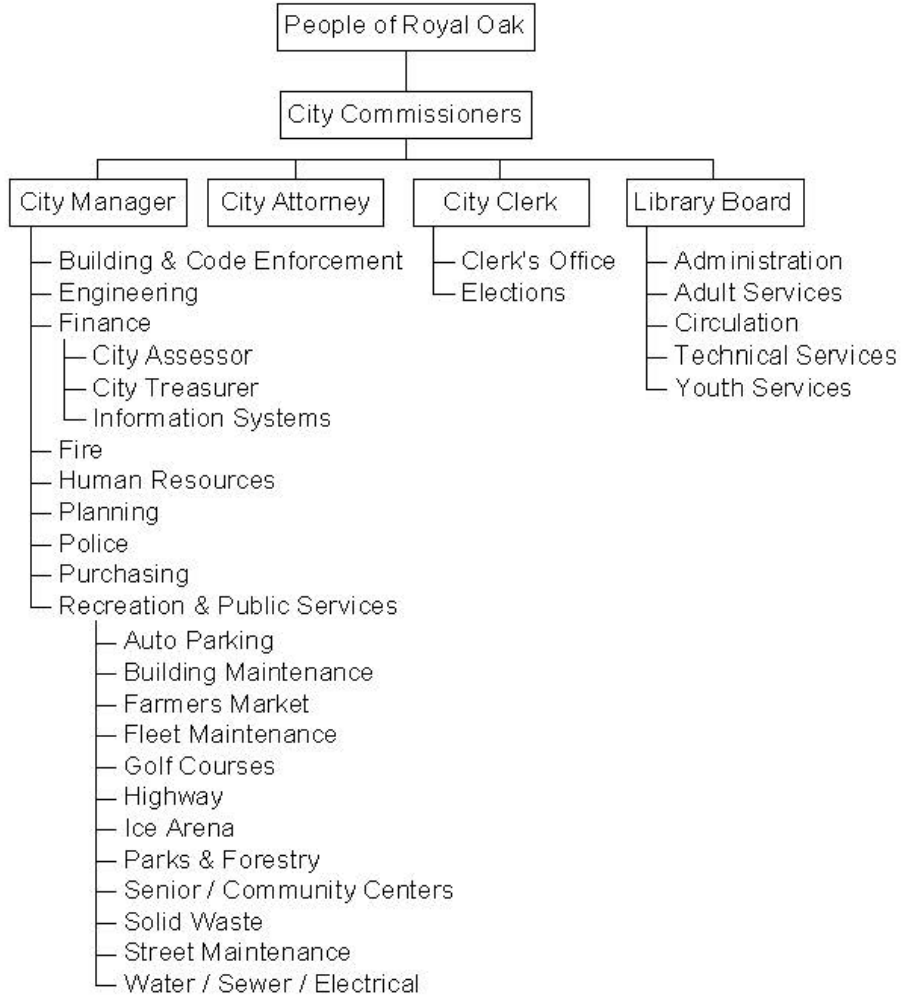 People of Royal Oak
City Commissioners
City Manager
City Attorney
City Clerk
Library Board
Building & Code Enforcement
Engineering
Finance
City Assessor
City Treasurer
Information Systems
Fire
Human Resources
Planning
Police
Purchasing
Recreation & Public Services
Auto Parking
Building Maintenance
Farmers Market
Fleet Maintenance
Golf Courses
Highway
Ice Arena
Parks & Forestry
Senior / Community Centers
Solid Waste
Street Maintenance
Water / Sewer / Electrical
Clerk's Office
Elections
Administration
Adult Services
Circulation
Technical Services
Youth Services